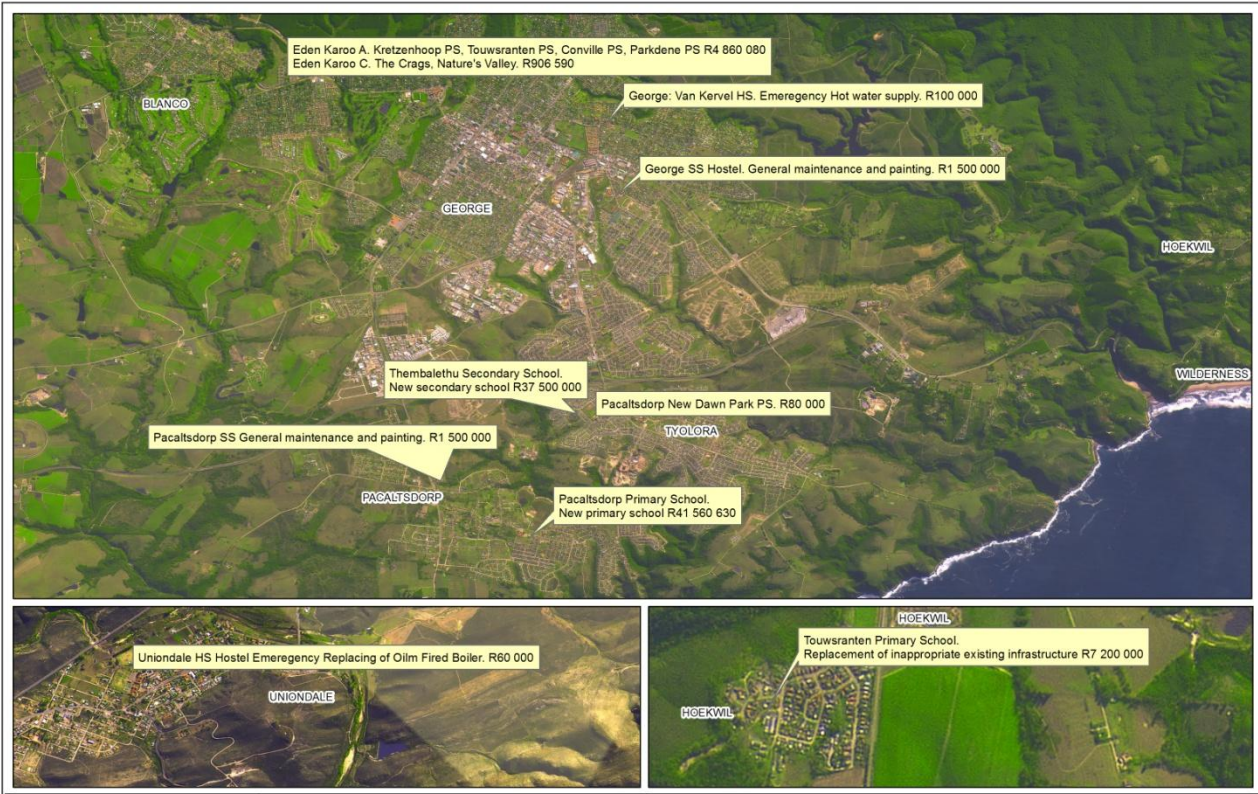 Eden Karoo A. Kretzenhoop PS, Touwsranten PS, Conville PS, Parkdene PS R4 860 080
Eden Karoo C. The Crags, Nature's Valley. R906 590
BLANCO
George: Van Kervel HS. Emeregency Hot water supply. R100 000
George SS Hostel. General maintenance and painting. R1 500 000
GEORGE
HOEKWIL
Thembalethu Secondary School.
New secondary school R37 500 000
WILDERNESS
Pacaltsdorp New Dawn Park PS. R80 000
TYOLORA
Pacaltsdorp SS General maintenance and painting. R1 500 000
PACALTSDORP
Pacaltsdorp Primary School.
New primary school R41 560 630
Uniondale HS Hostel Emeregency Replacing of Oilm Fired Boiler. R60 000
UNIONDALE
HOEKWIL
Touwsranten Primary School.
Replacement of inappropriate existing infrastructure R7 200 000
HOEKWIL